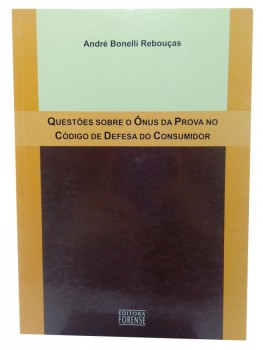 André Bonelli Rebouças
QUESTÕES SOBRE O ÔNUS DA PROVA NO
CÓDIGO DE DEFESA DO CONSUMIDOR
EDITORA
FORENSE